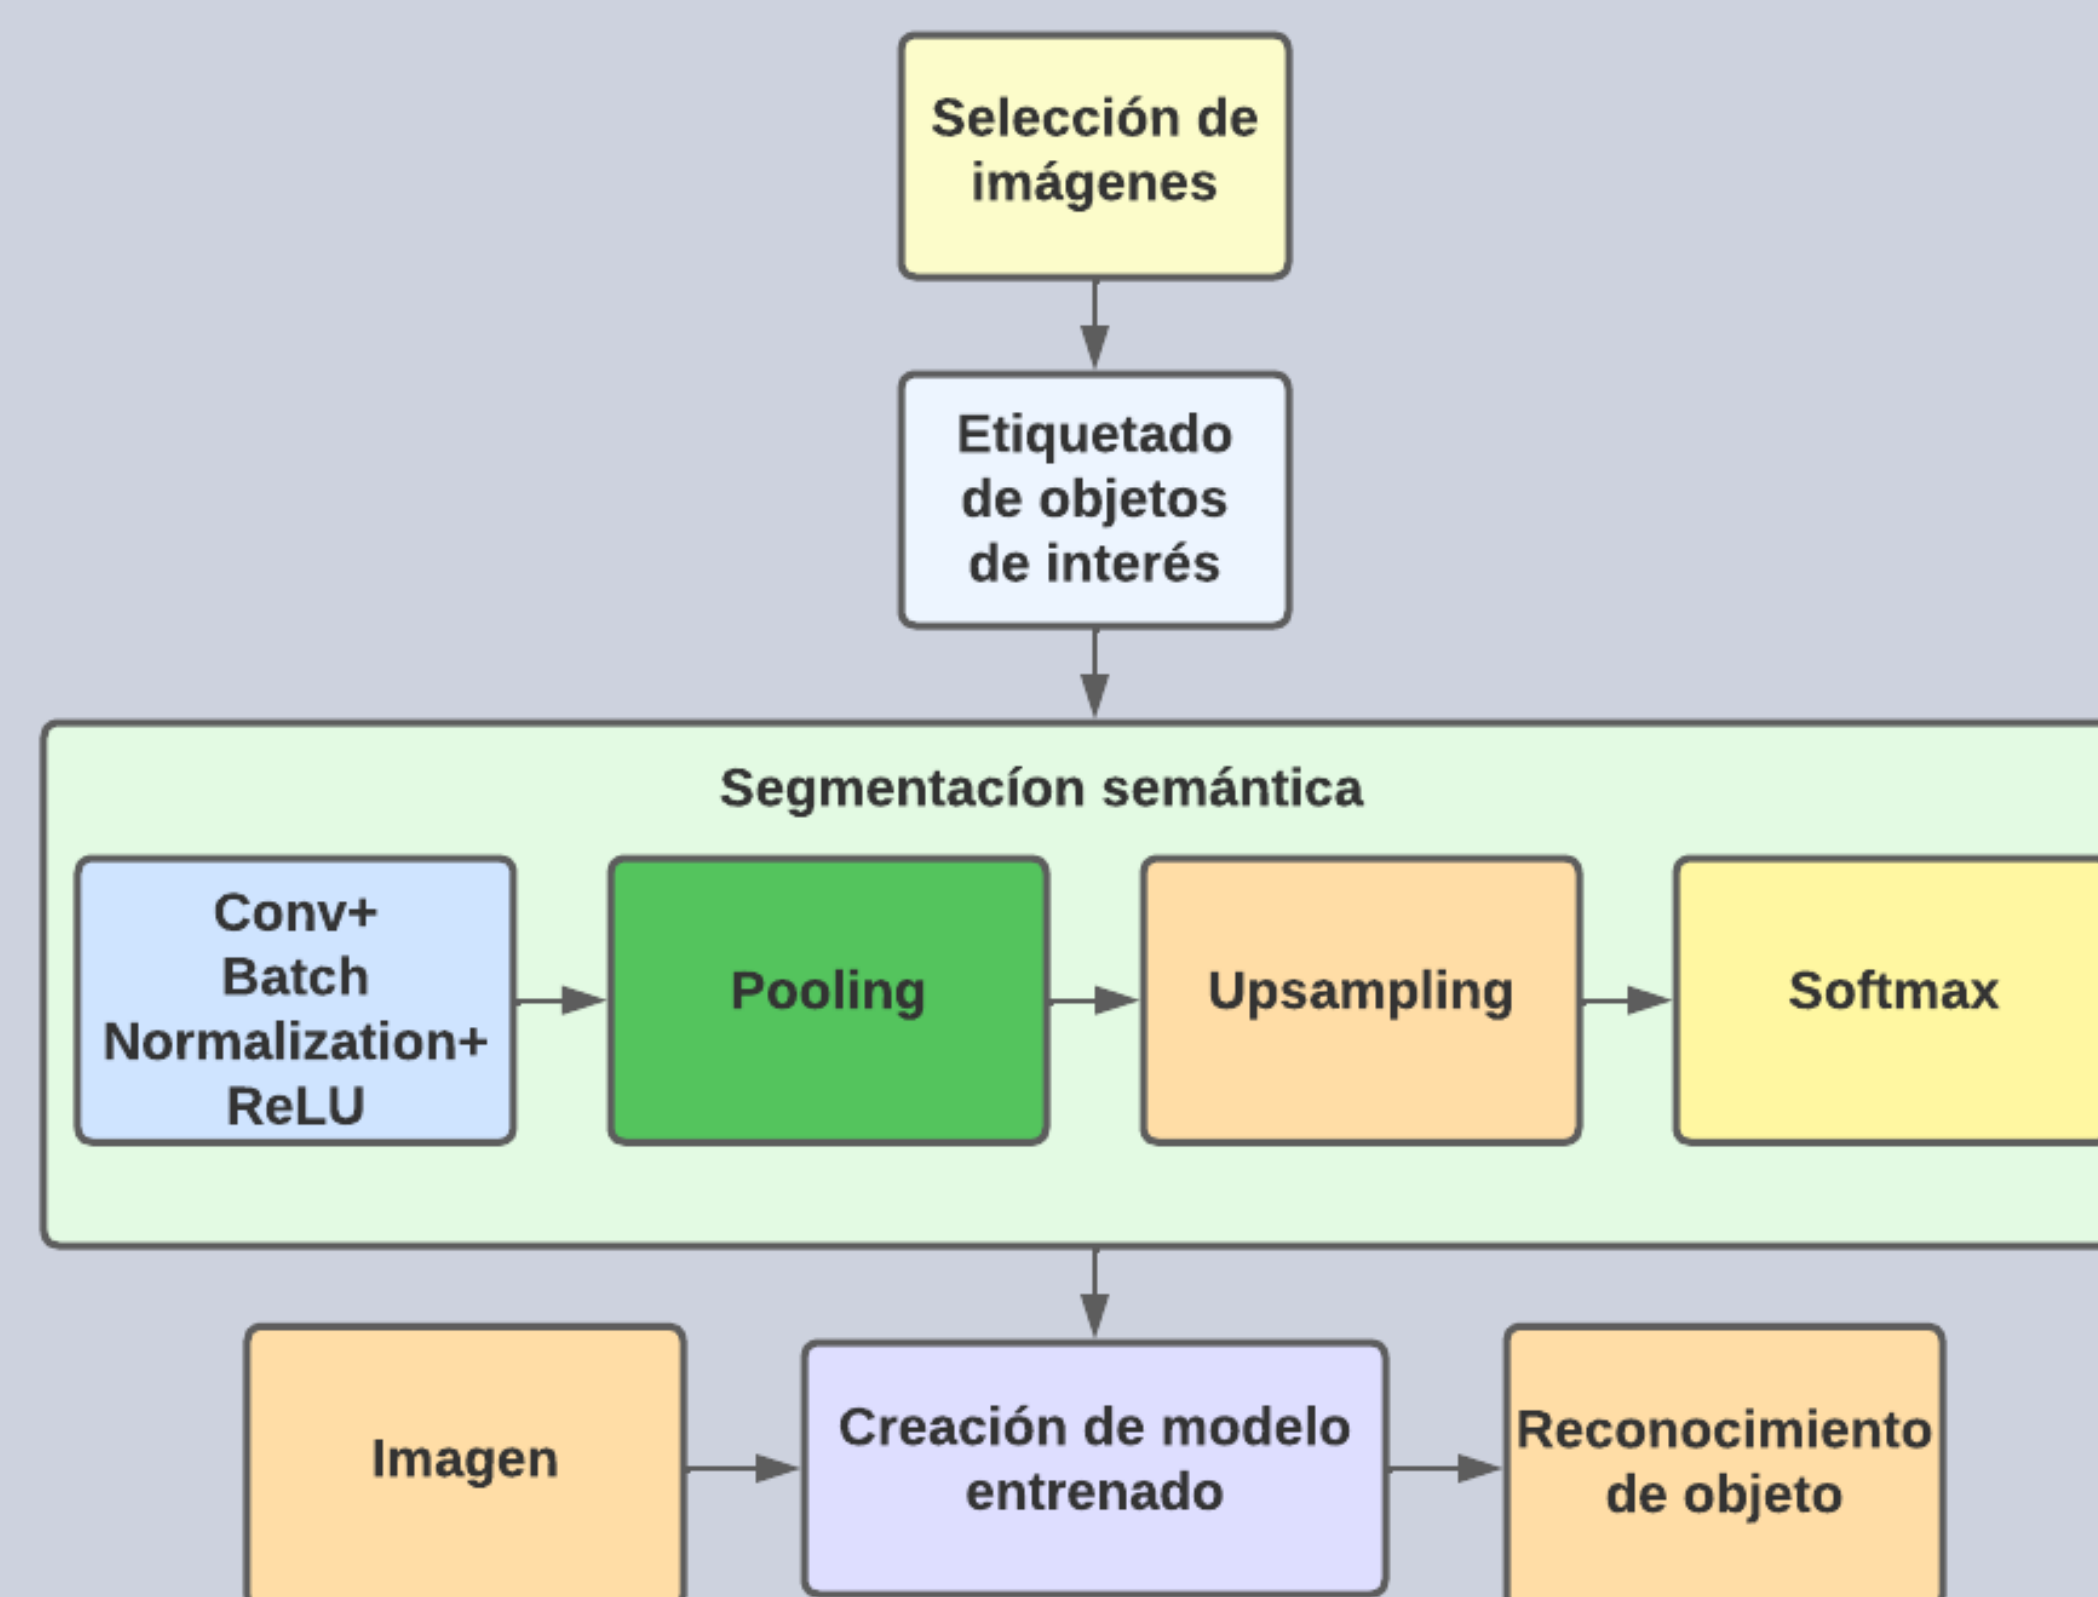 Selección de
imágenes
Etiquetado
de objetos
de interés
Segmentacíon semántica
Conv+
Batch
Normalization+
ReLU
Pooling
Upsampling
Softmax
Imagen
Creación de modelo
entrenado
Reconocimiento
de objeto